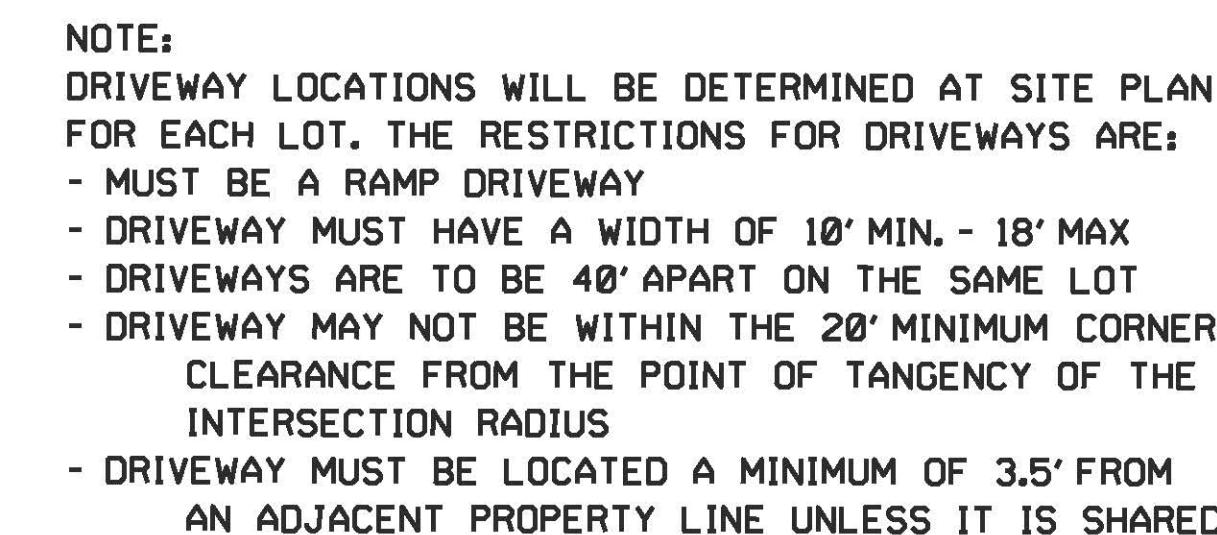 NOTE:
DRIVEWAY LOCATIONS WILL BE DETERMINED AT SITE PLAN
FOR EACH LOT. THE RESTRICTIONS FOR DRIVEWAYS ARE:
- MUST BE A RAMP DRIVEWAY
- DRIVEWAY MUST HAVE A WIDTH OF 10' MIN. - 18' MAX
- DRIVEWAYS ARE TO BE 40' APART ON THE SAME LOT
- DRIVEWAY MAY NOT BE WITHIN THE 20' MINIMUM CORNER
CLEARANCE FROM THE POINT OF TANGENCY OF THE
INTERSECTION RADIUS
- DRIVEWAY MUST BE LOCATED A MINIMUM OF 3.5' FROM
AN ADJACENT PROPERTY LINE UNLESS IT IS SHARED